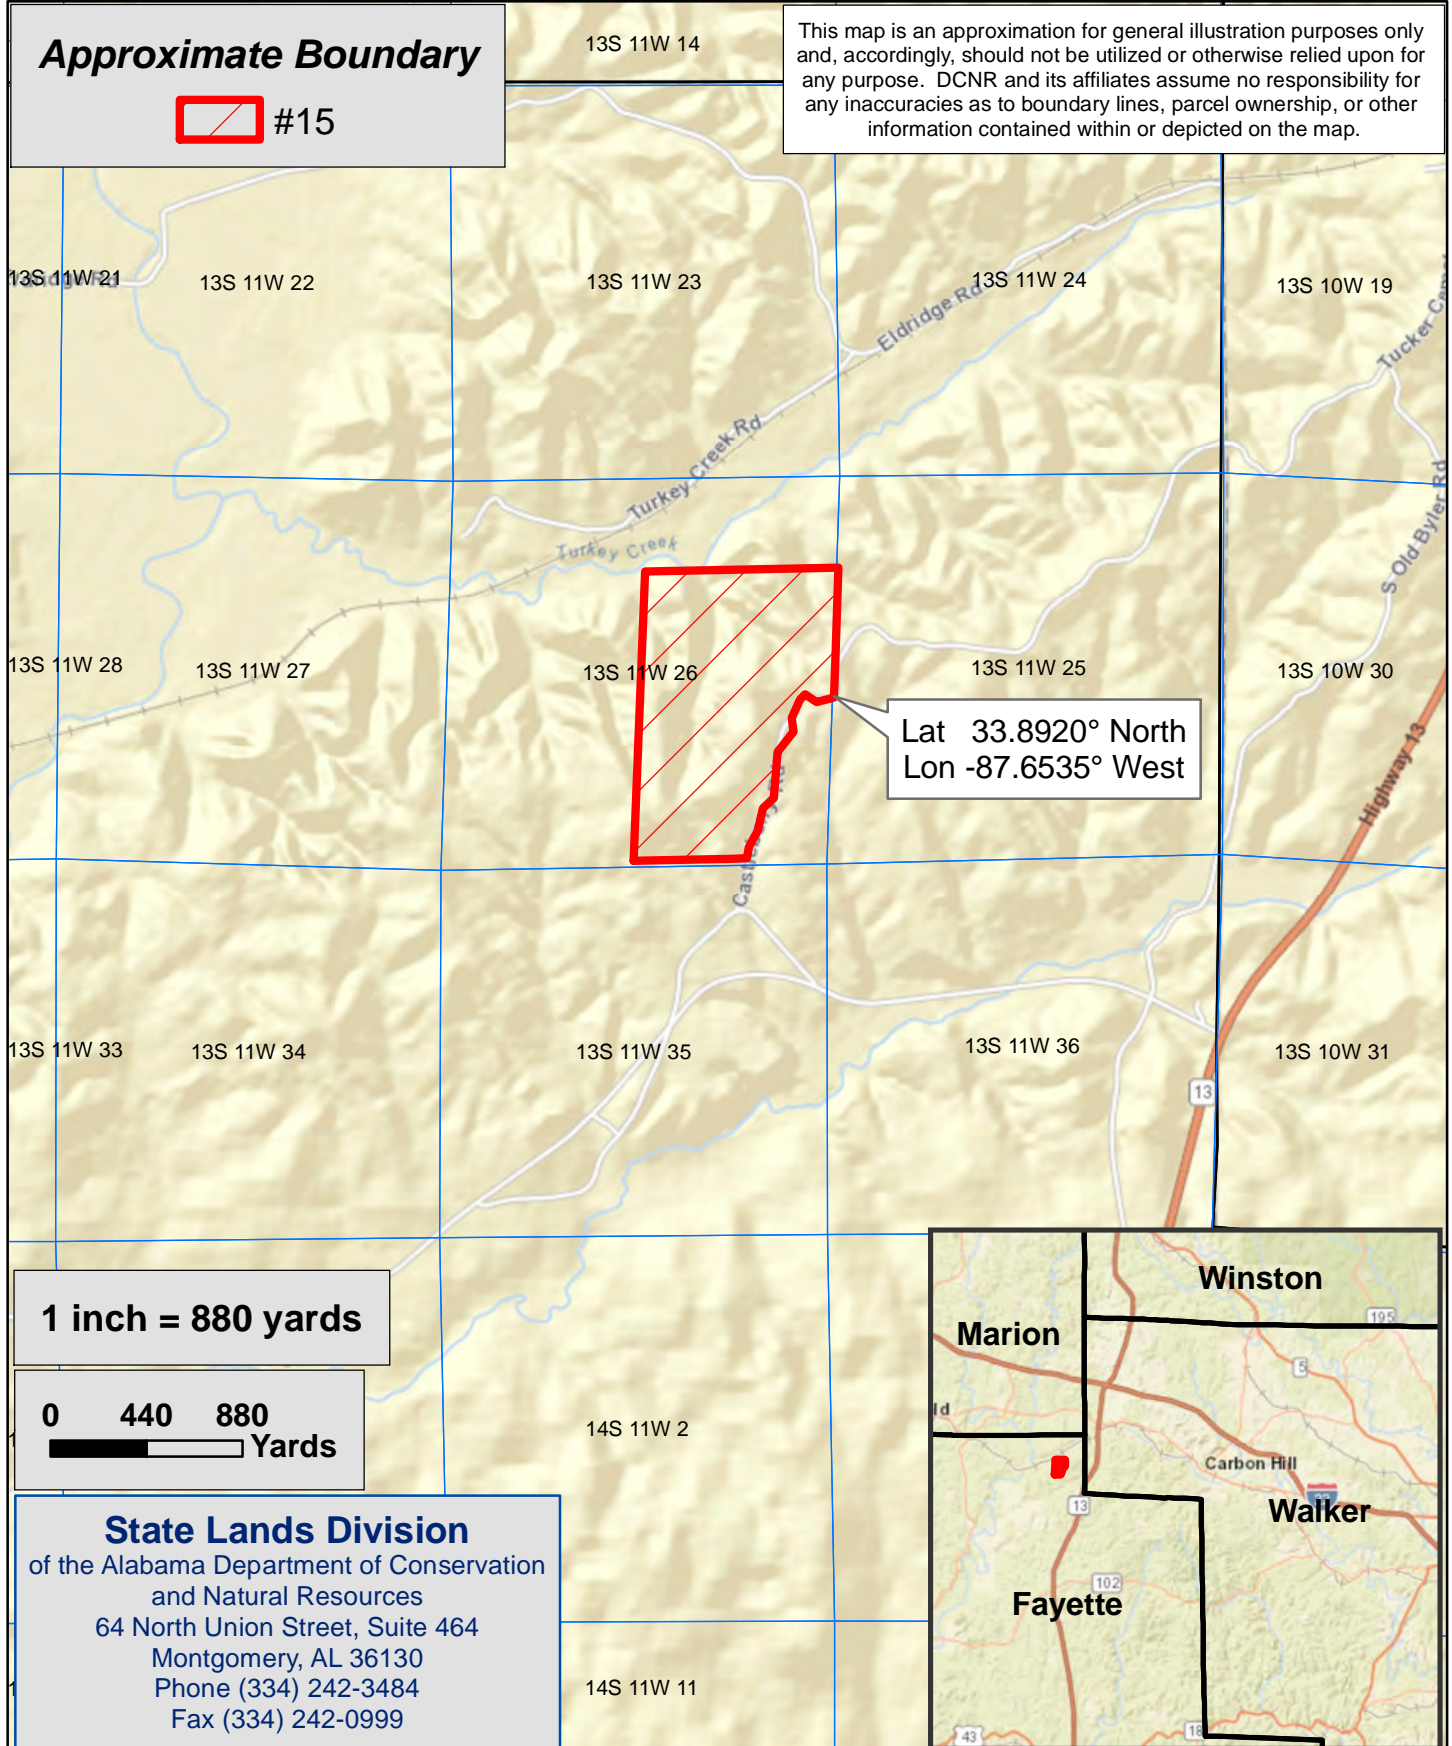 Approximate Boundary
#15
This map is an approximation for general illustration purposes only
and, accordingly, should not be utilized or otherwise relied upon for
any purpose. DCNR and its affiliates assume no responsibility for
any inaccuracies as to boundary lines, parcel ownership, or other
information contained within or depicted on the map.
13S 11W 14
13S 11W 21
13S 11W 22
13S 11W 23
13S 11W 24
13S 10W 19
Eldridge Rd
Tucker
Turkey Creek Rd
Turkey Creek
S Old Byler Rd
13S 11W 28
13S 11W 27
13S 11W 26
13S 11W 25
13S 10W 30
Lat 33.8920° North
Lon -87.6535° West
Highway 13
13S 11W 33
13S 11W 34
13S 11W 35
13S 11W 36
13S 10W 31
13
1 inch = 880 yards
0 440 880
Yards
14S 11W 2
14S 11W 11
State Lands Division
of the Alabama Department of Conservation
and Natural Resources
64 North Union Street, Suite 464
Montgomery, AL 36130
Phone (334) 242-3484
Fax (334) 242-0999
Winston
195
Marion
5
ld
Carbon Hill
Walker
13
102
Fayette
43
18